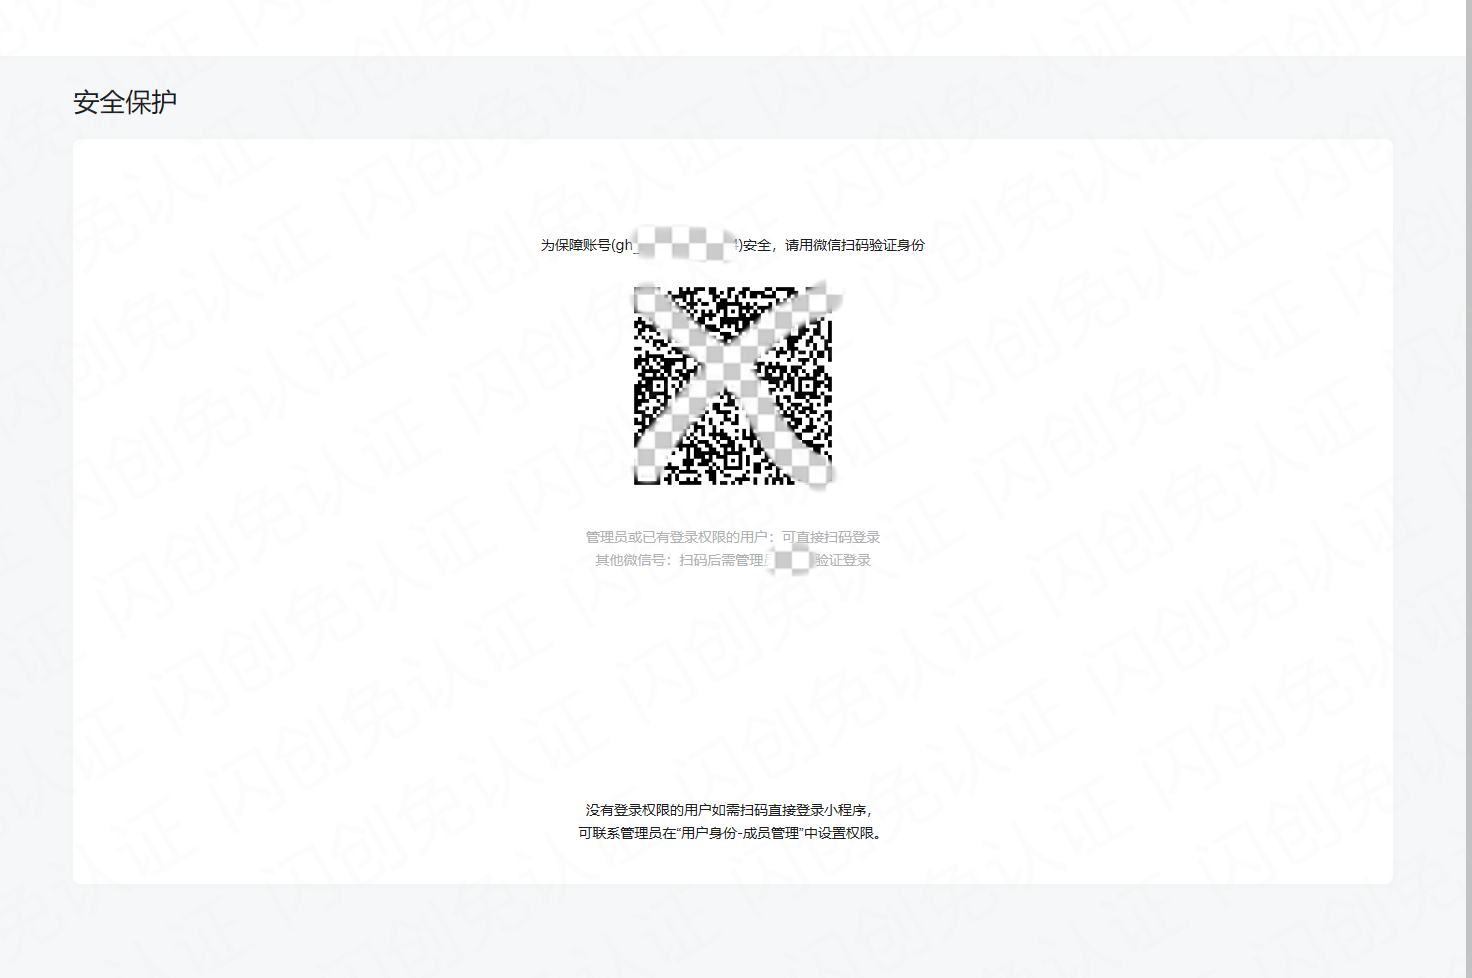 安全保护
为保障账号(gh_ )安全，请用微信扫码验证身份
管理员或已有登录权限的用户：可直接扫码登录
其他微信号：扫码后需管理 验证登录
没有登录权限的用户如需扫码直接登录小程序，
可联系管理员在“用户身份-成员管理”中设置权限。
闪创免认证